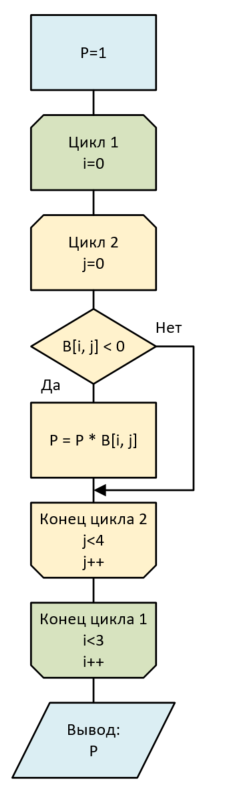 P=1
Цикл 1
i=0
Цикл 2
j=0
B[i, j] < 0
Нет
Да
P = P * B[i, j]
Конец цикла 2
j<4
j++
Конец цикла 1
i<3
i++
Вывод:
P